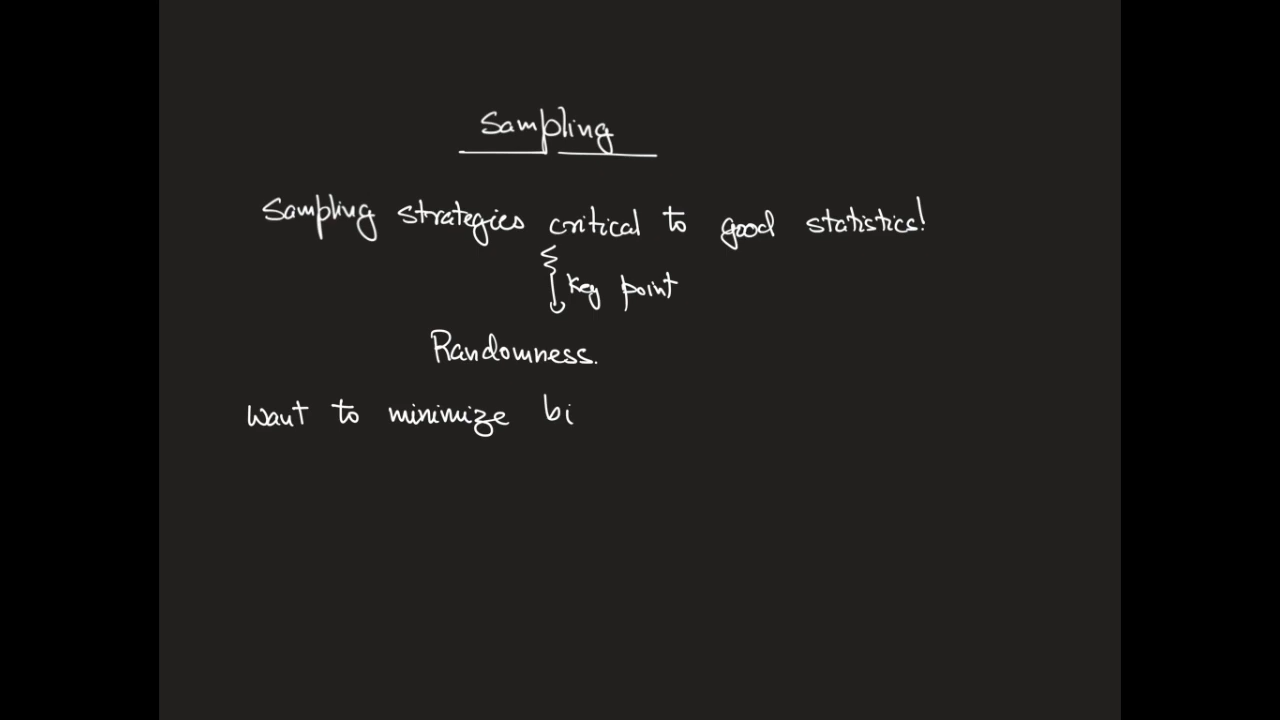 Sampling
Sampling strategies critical to good statistics!
key point
Randomness.
Want to minimize bi